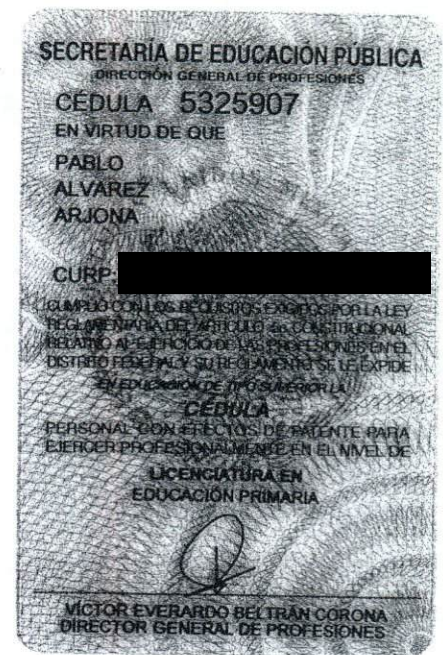 SECRETARÍA DE EDUCACIÓN PÚBLICA
DIRECCIÓN GENERAL DE PROFESIONES
CÉDULA 5325907
EN VIRTUD DE QUE
PABLO
ALVAREZ
ARJONA
CURP:
CUMPLIÓ CON LOS REQUISITOS EXIGIDOS POR LA LEY
REGLAMENTARIA DEL ARTÍCULO 5o. CONSTITUCIONAL
RELATIVO AL EJERCICIO DE LAS PROFESIONES EN EL
DISTRITO FEDERAL Y SU REGLAMENTO SE LE EXPIDE
EN EDUCACIÓN DE TIPO SUPERIOR LA
CÉDULA
PERSONAL CON EFECTOS DE PATENTE PARA
EJERCER PROFESIONALMENTE EN EL NIVEL DE
LICENCIATURA EN
EDUCACIÓN PRIMARIA
VÍCTOR EVERARDO BELTRÁN CORONA
DIRECTOR GENERAL DE PROFESIONES